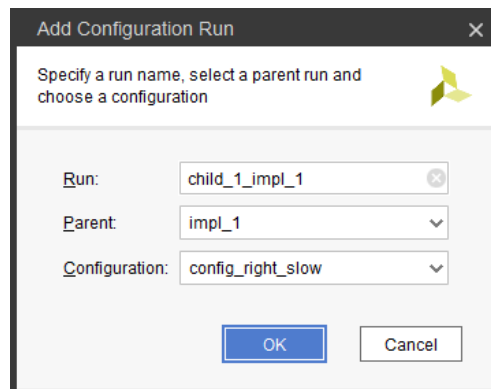 Add Configuration Run
Specify a run name, select a parent run and
choose a configuration
Run: child_1_impl_1
Parent: impl_1
Configuration: config_right_slow
OK Cancel